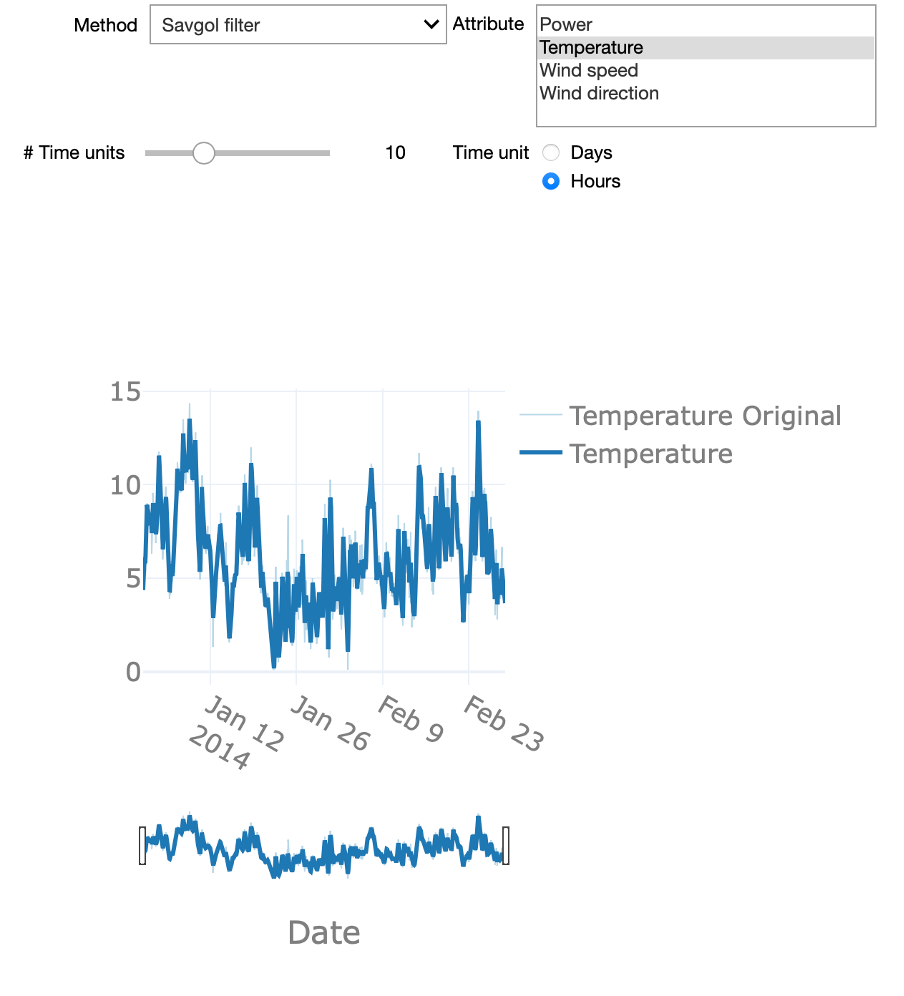 Method Savgol filter Attribute Power
Temperature
Wind speed
Wind direction
# Time units 10 Time unit Days
Hours
15
10
5
0
Temperature Original
Temperature
Jan 12
2014
Jan 26
Feb 9
Feb 23
Date